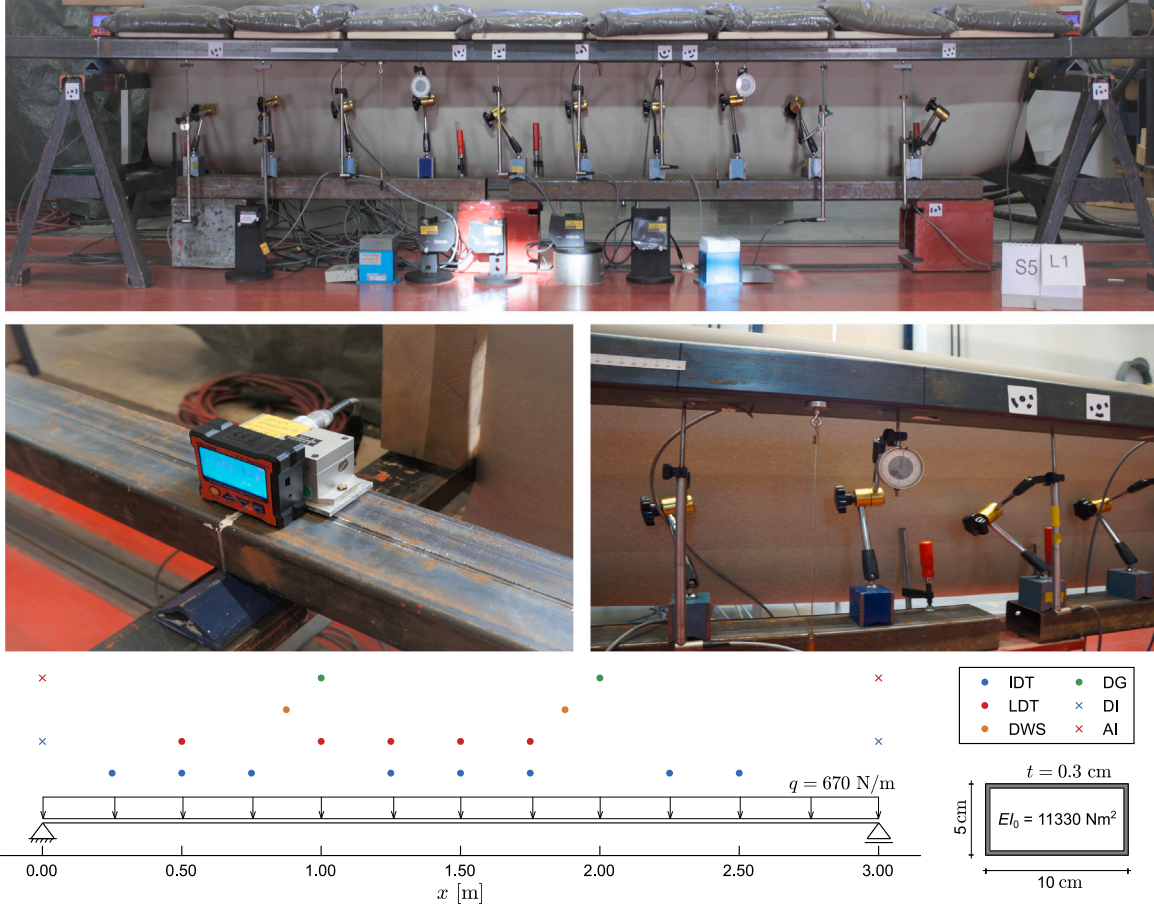 S5 L1
IDT DG
LDT DI
DWS AI
q = 670 N/m
t = 0.3 cm
5 cm
EI₀ = 11330 Nm²
10 cm
0.00 0.50 1.00 1.50 2.00 2.50 3.00
x [m]